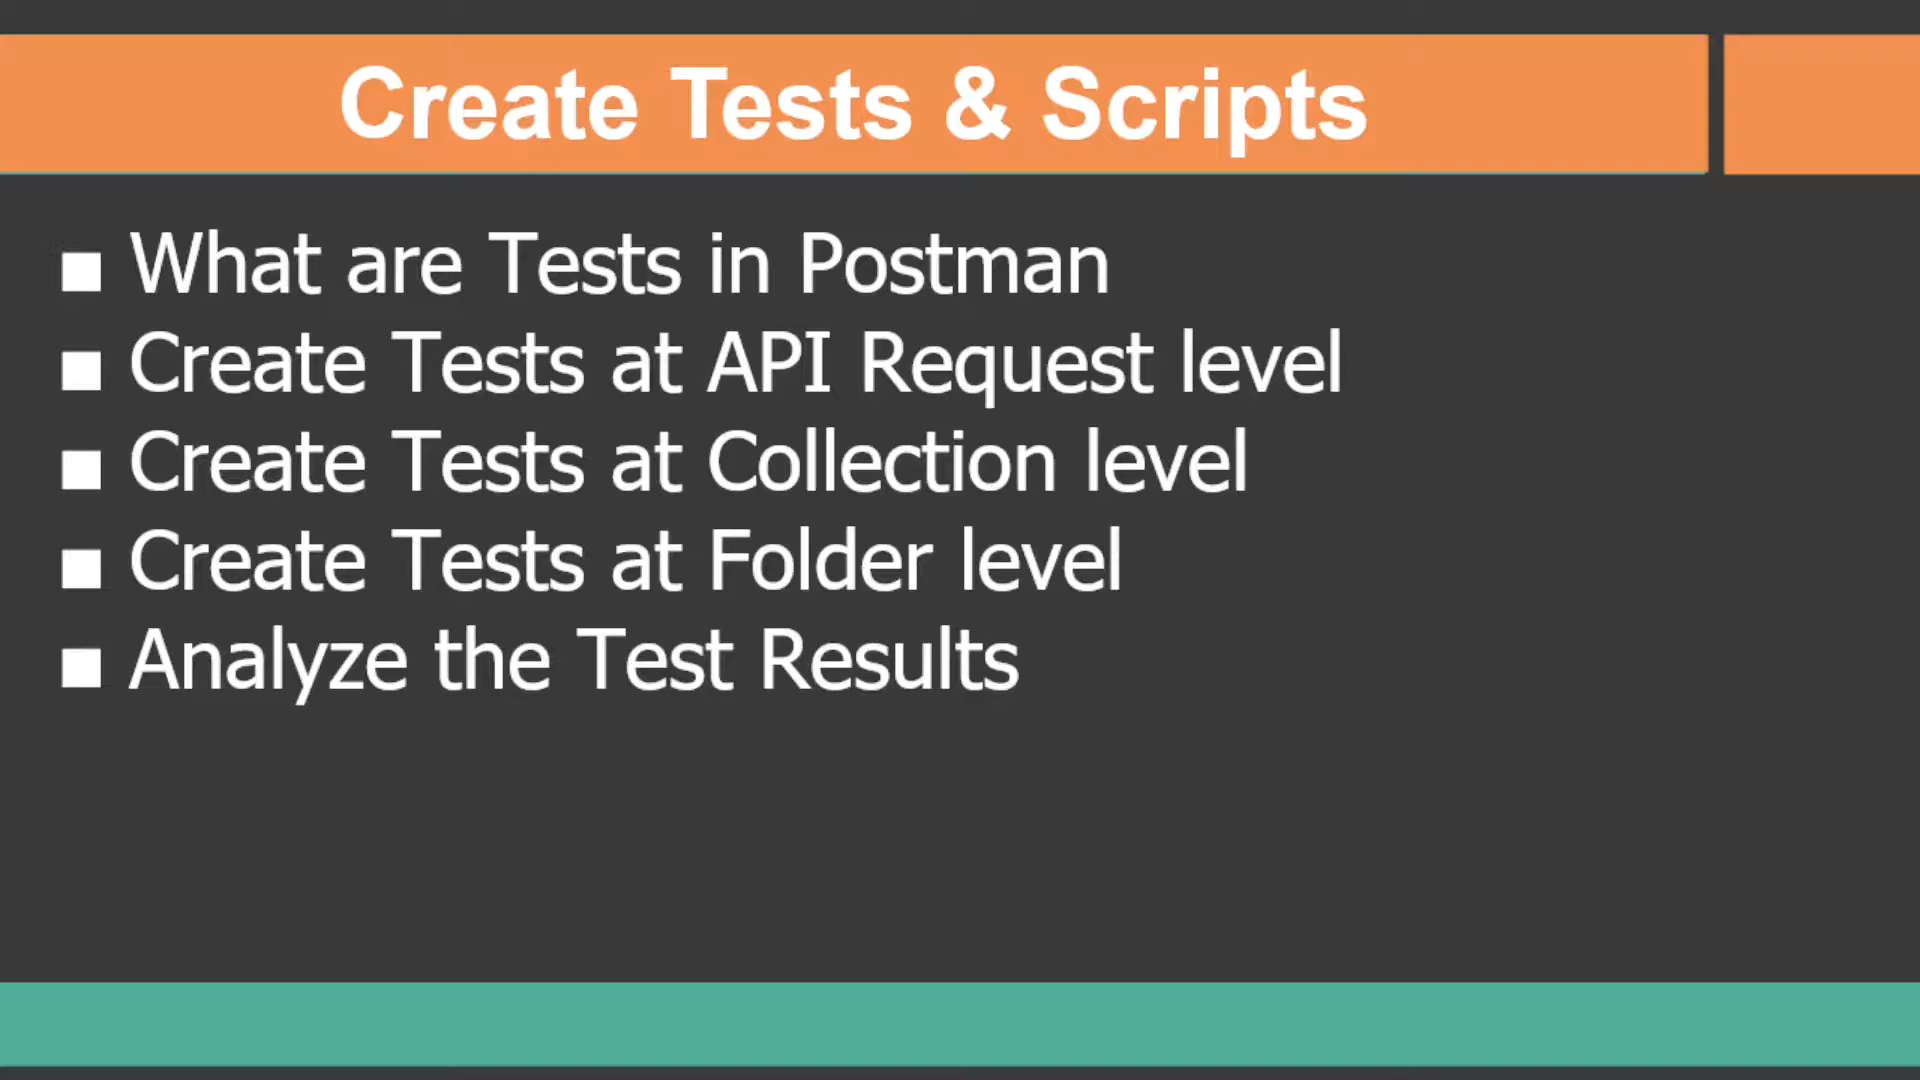 Create Tests & Scripts
What are Tests in Postman
Create Tests at API Request level
Create Tests at Collection level
Create Tests at Folder level
Analyze the Test Results